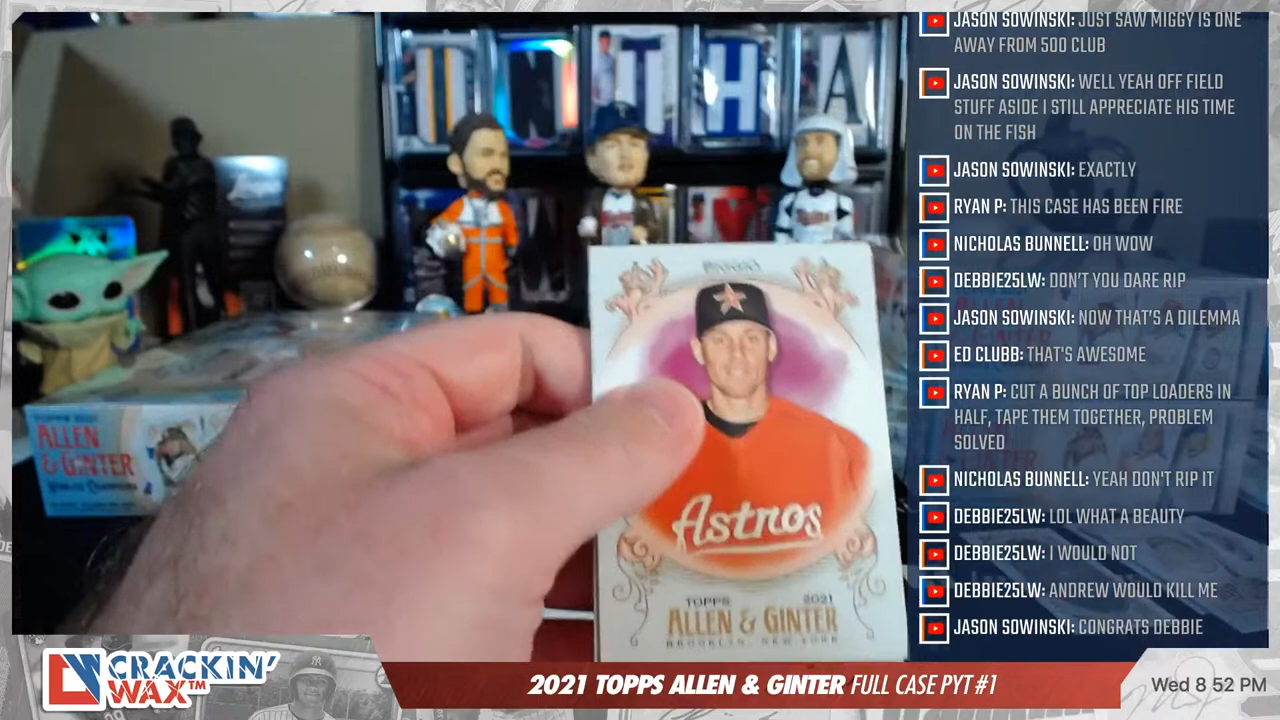 JASON SOWINSKI: JUST SAW MIGGY IS ONE
AWAY FROM 500 CLUB
JASON SOWINSKI: WELL YEAH OFF FIELD
STUFF ASIDE I STILL APPRECIATE HIS TIME
ON THE FISH
JASON SOWINSKI: EXACTLY
RYAN P: THIS CASE HAS BEEN FIRE
NICHOLAS BUNNELL: OH WOW
DEBBIE25LW: DON'T YOU DARE RIP
JASON SOWINSKI: NOW THAT'S A DILEMMA
ED CLUBB: THAT'S AWESOME
RYAN P: CUT A BUNCH OF TOP LOADERS IN
HALF, TAPE THEM TOGETHER, PROBLEM
SOLVED
NICHOLAS BUNNELL: YEAH DON'T RIP IT
DEBBIE25LW: LOL WHAT A BEAUTY
DEBBIE25LW: I WOULD NOT
DEBBIE25LW: ANDREW WOULD KILL ME
JASON SOWINSKI: CONGRATS DEBBIE
THA
ALLEN
& GINTER
Astros
TOPPS 2021
ALLEN & GINTER
BROOKLYN, NEW YORK
CRACKIN'
WAX™
2021 TOPPS ALLEN & GINTER FULL CASE PYT #1
Wed 8 52 PM